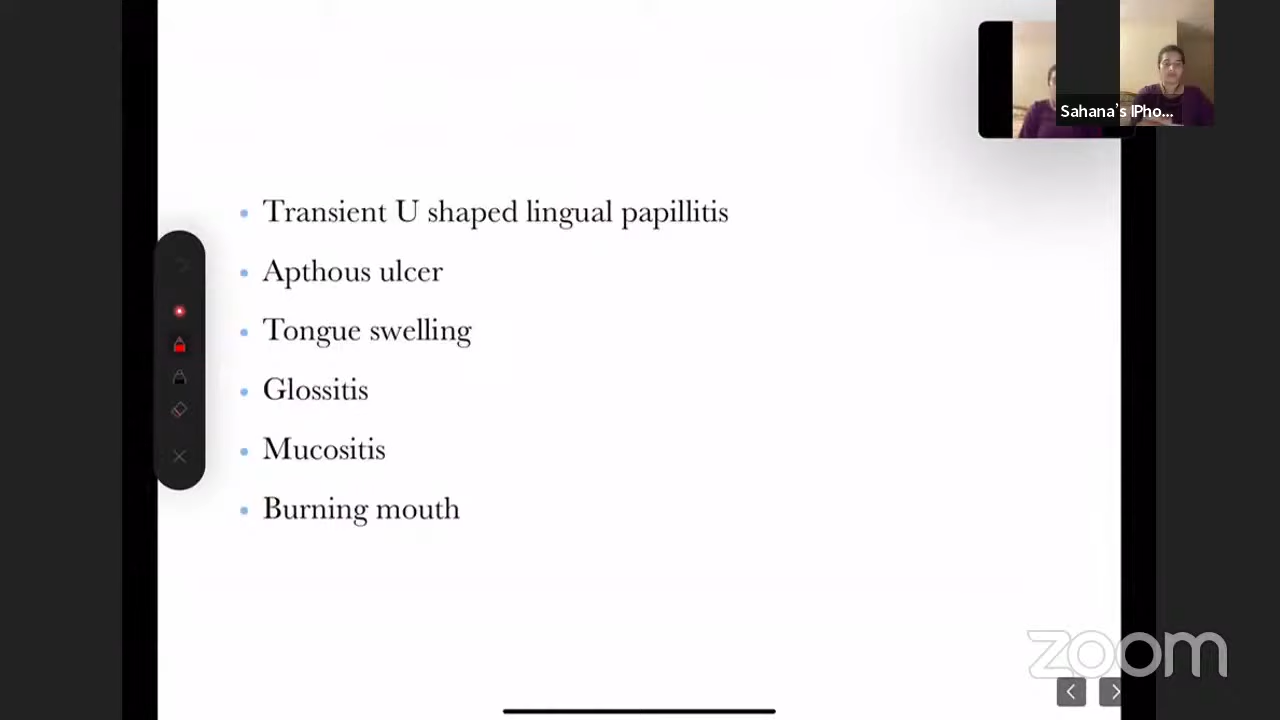 Sahana's IPho...
Transient U shaped lingual papillitis
Apthous ulcer
Tongue swelling
Glossitis
Mucositis
Burning mouth
zoom